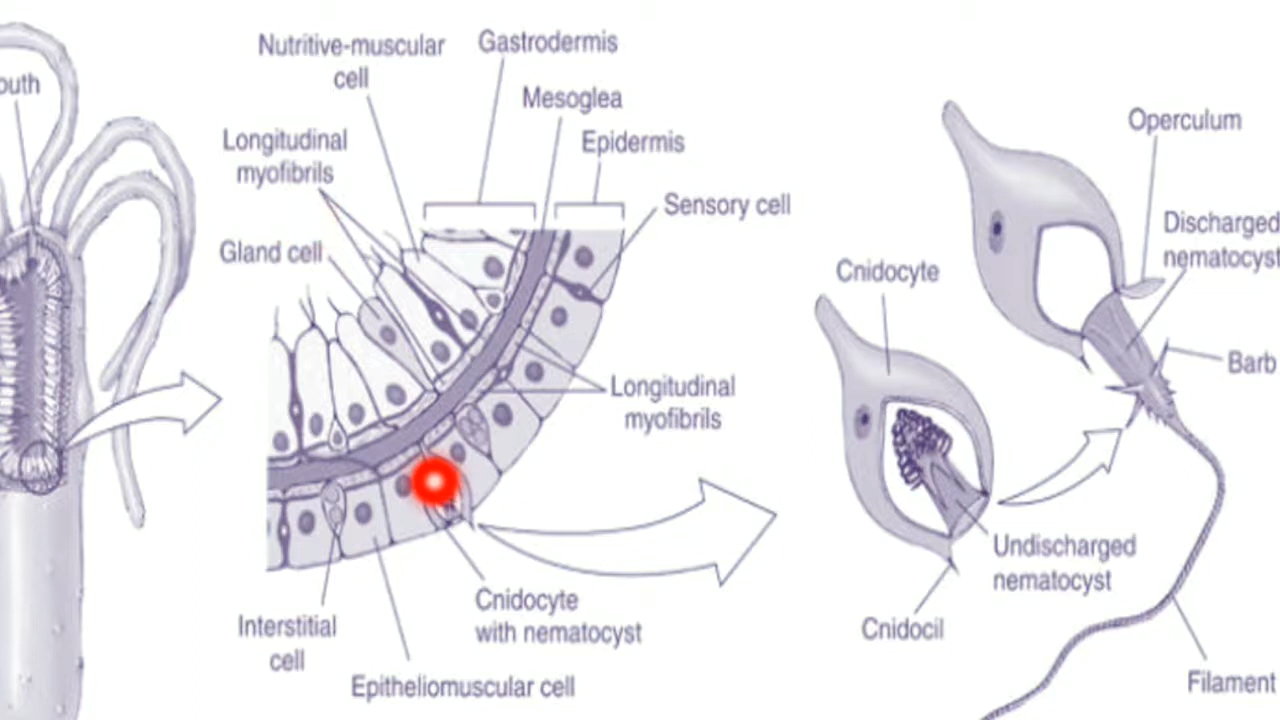 outh
Nutritive-muscular
cell
Gastrodermis
Mesoglea
Epidermis
Longitudinal
myofibrils
Gland cell
Sensory cell
Longitudinal
myofibrils
Interstitial
cell
Epitheliomuscular cell
Cnidocyte
with nematocyst
Cnidocyte
Operculum
Discharged
nematocyst
Barb
Undischarged
nematocyst
Cnidocil
Filament